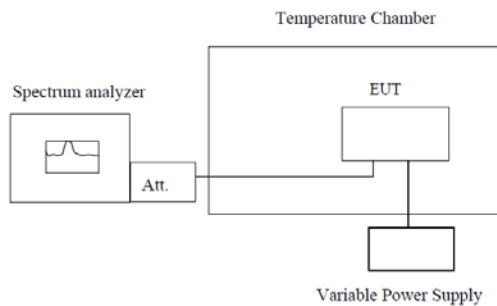 Temperature Chamber
Spectrum analyzer
EUT
Att.
Variable Power Supply